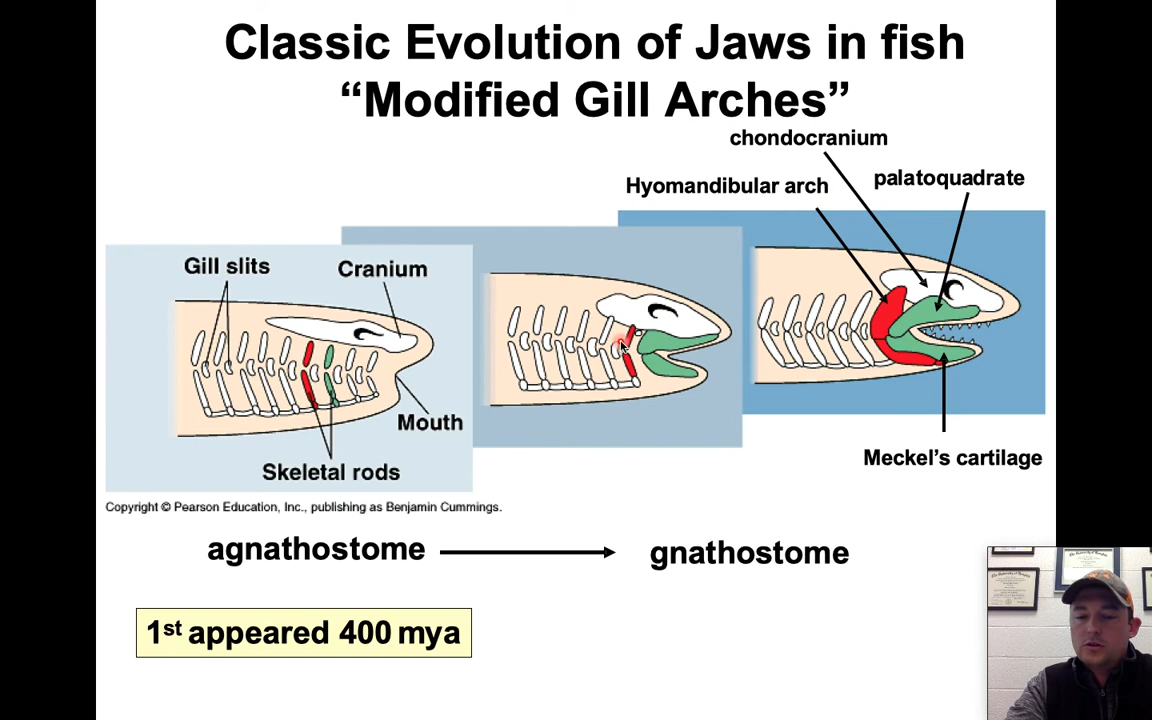 Classic Evolution of Jaws in fish
“Modified Gill Arches”
chondocranium
Hyomandibular arch
palatoquadrate
Gill slits
Cranium
Mouth
Skeletal rods
Meckel’s cartilage
Copyright © Pearson Education, Inc., publishing as Benjamin Cummings.
agnathostome
gnathostome
1st appeared 400 mya